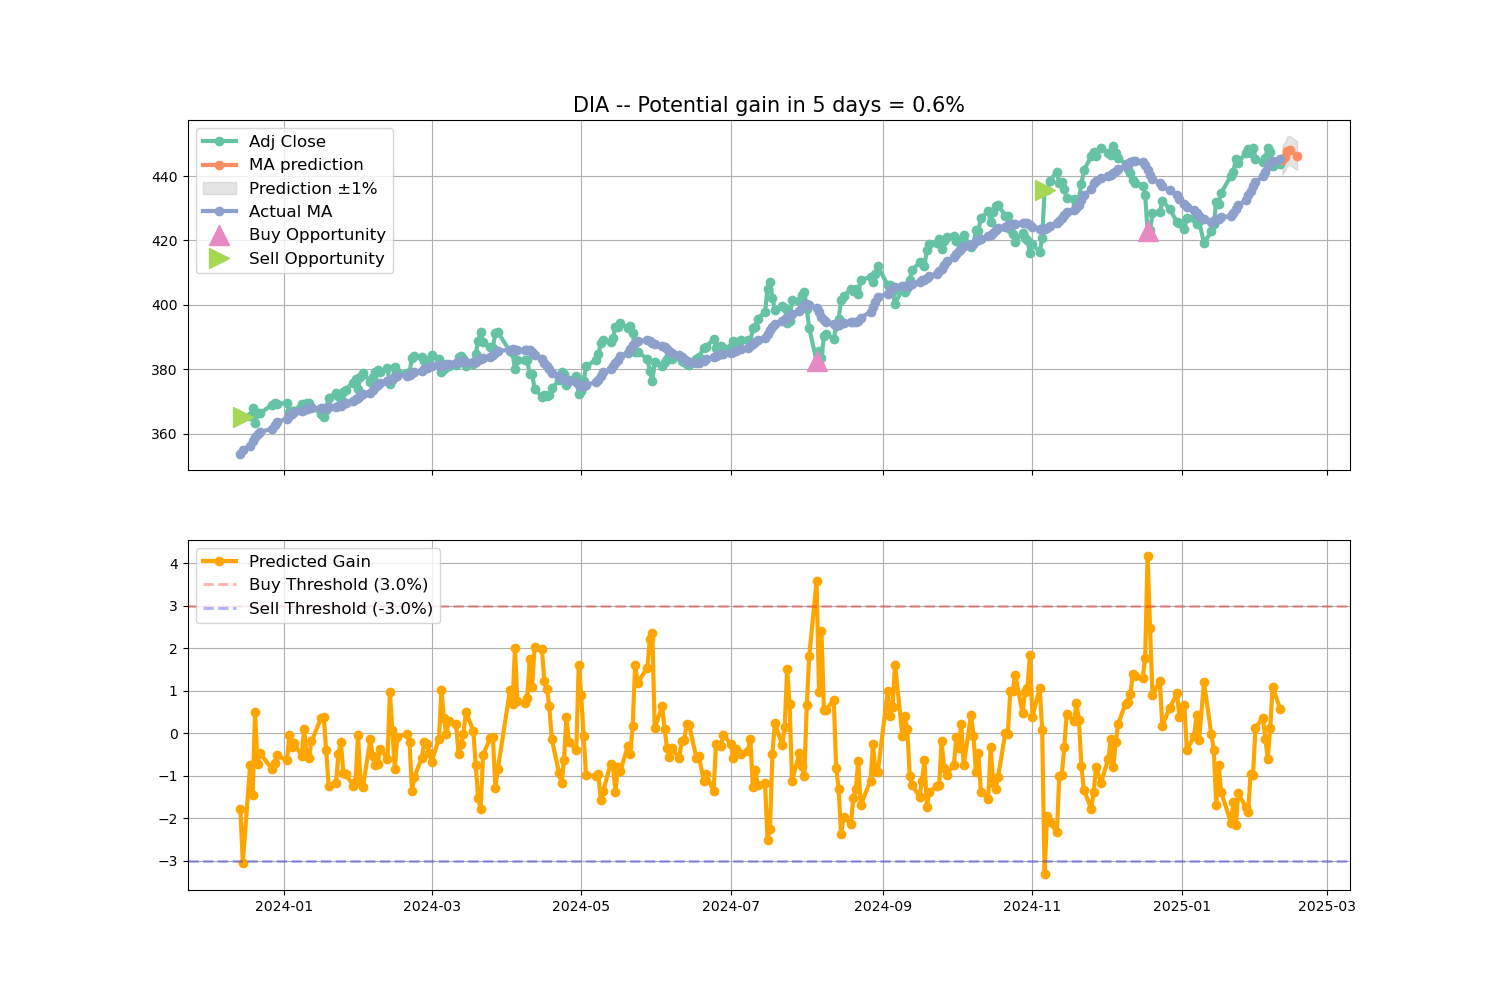 DIA -- Potential gain in 5 days = 0.6%
Adj Close
MA prediction
Prediction ±1%
Actual MA
Buy Opportunity
Sell Opportunity
440
420
400
380
360
Predicted Gain
Buy Threshold (3.0%)
Sell Threshold (-3.0%)
4
3
2
1
0
−1
−2
−3
2024-01 2024-03 2024-05 2024-07 2024-09 2024-11 2025-01 2025-03